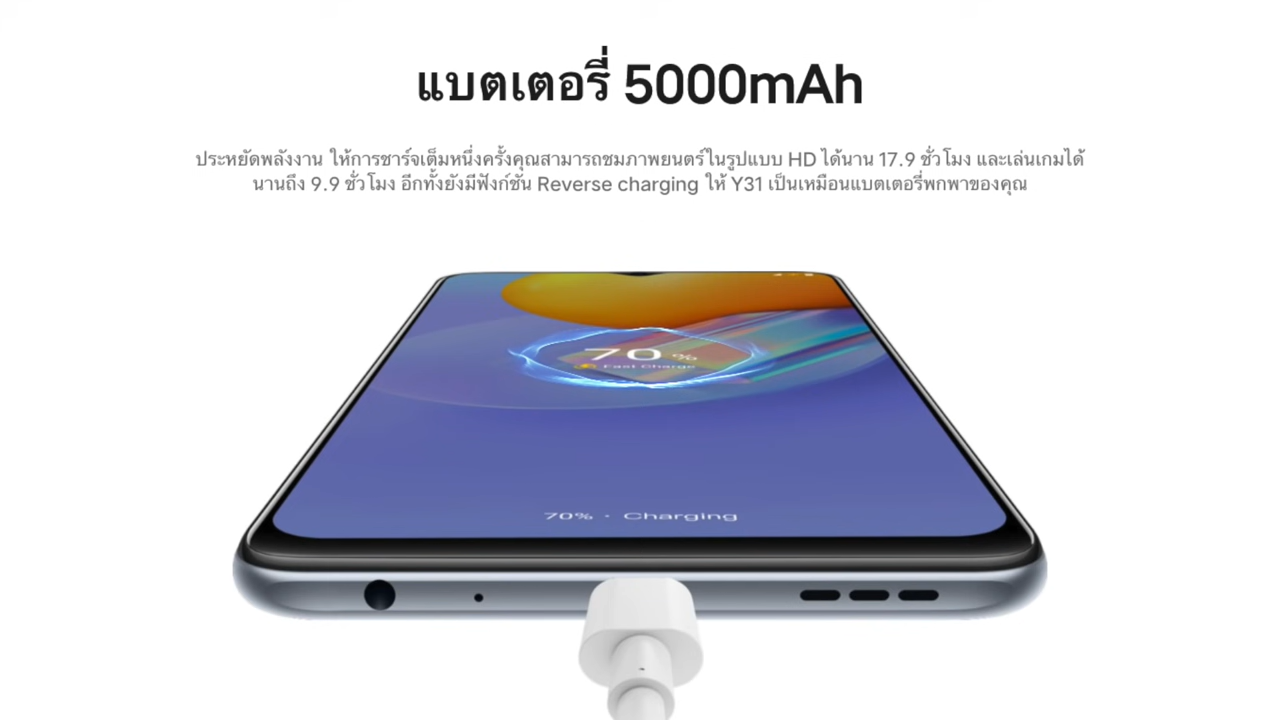 แบตเตอรี่ 5000mAh
ประหยัดพลังงาน ให้การชาร์จเต็มหนึ่งครั้งคุณสามารถชมภาพยนตร์ในรูปแบบ HD ได้นาน 17.9 ชั่วโมง และเล่นเกมได้
นานถึง 9.9 ชั่วโมง อีกทั้งยังมีฟังก์ชัน Reverse charging ให้ Y31 เป็นเหมือนแบตเตอรี่พกพาของคุณ
70 %
Fast Charge
70% · Charging